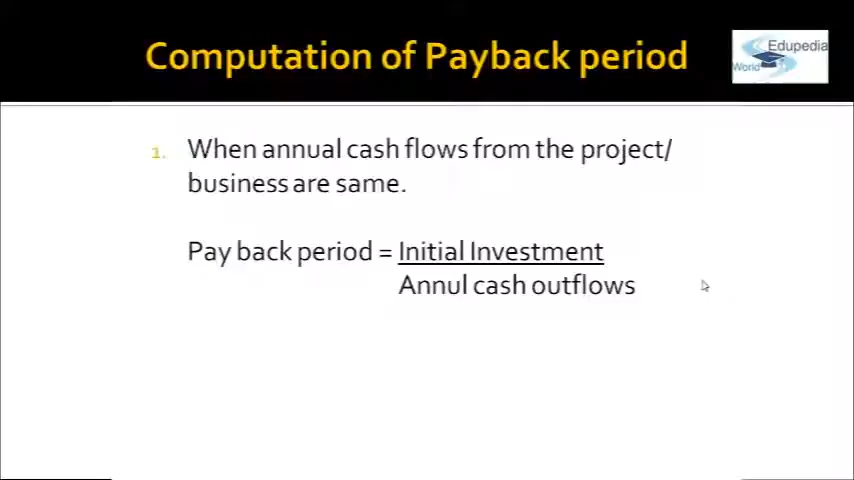 Computation of Payback period
Edupedia
World
1. When annual cash flows from the project/
business are same.
Pay back period = Initial Investment
Annul cash outflows